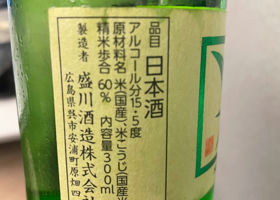 品目 日本酒
アルコール分15.5度
原材料名 米(国産)、米こうじ(国産米
精米歩合60% 内容量300ml
製造者 盛川酒造株式会社
広島県呉市安浦町原畑四